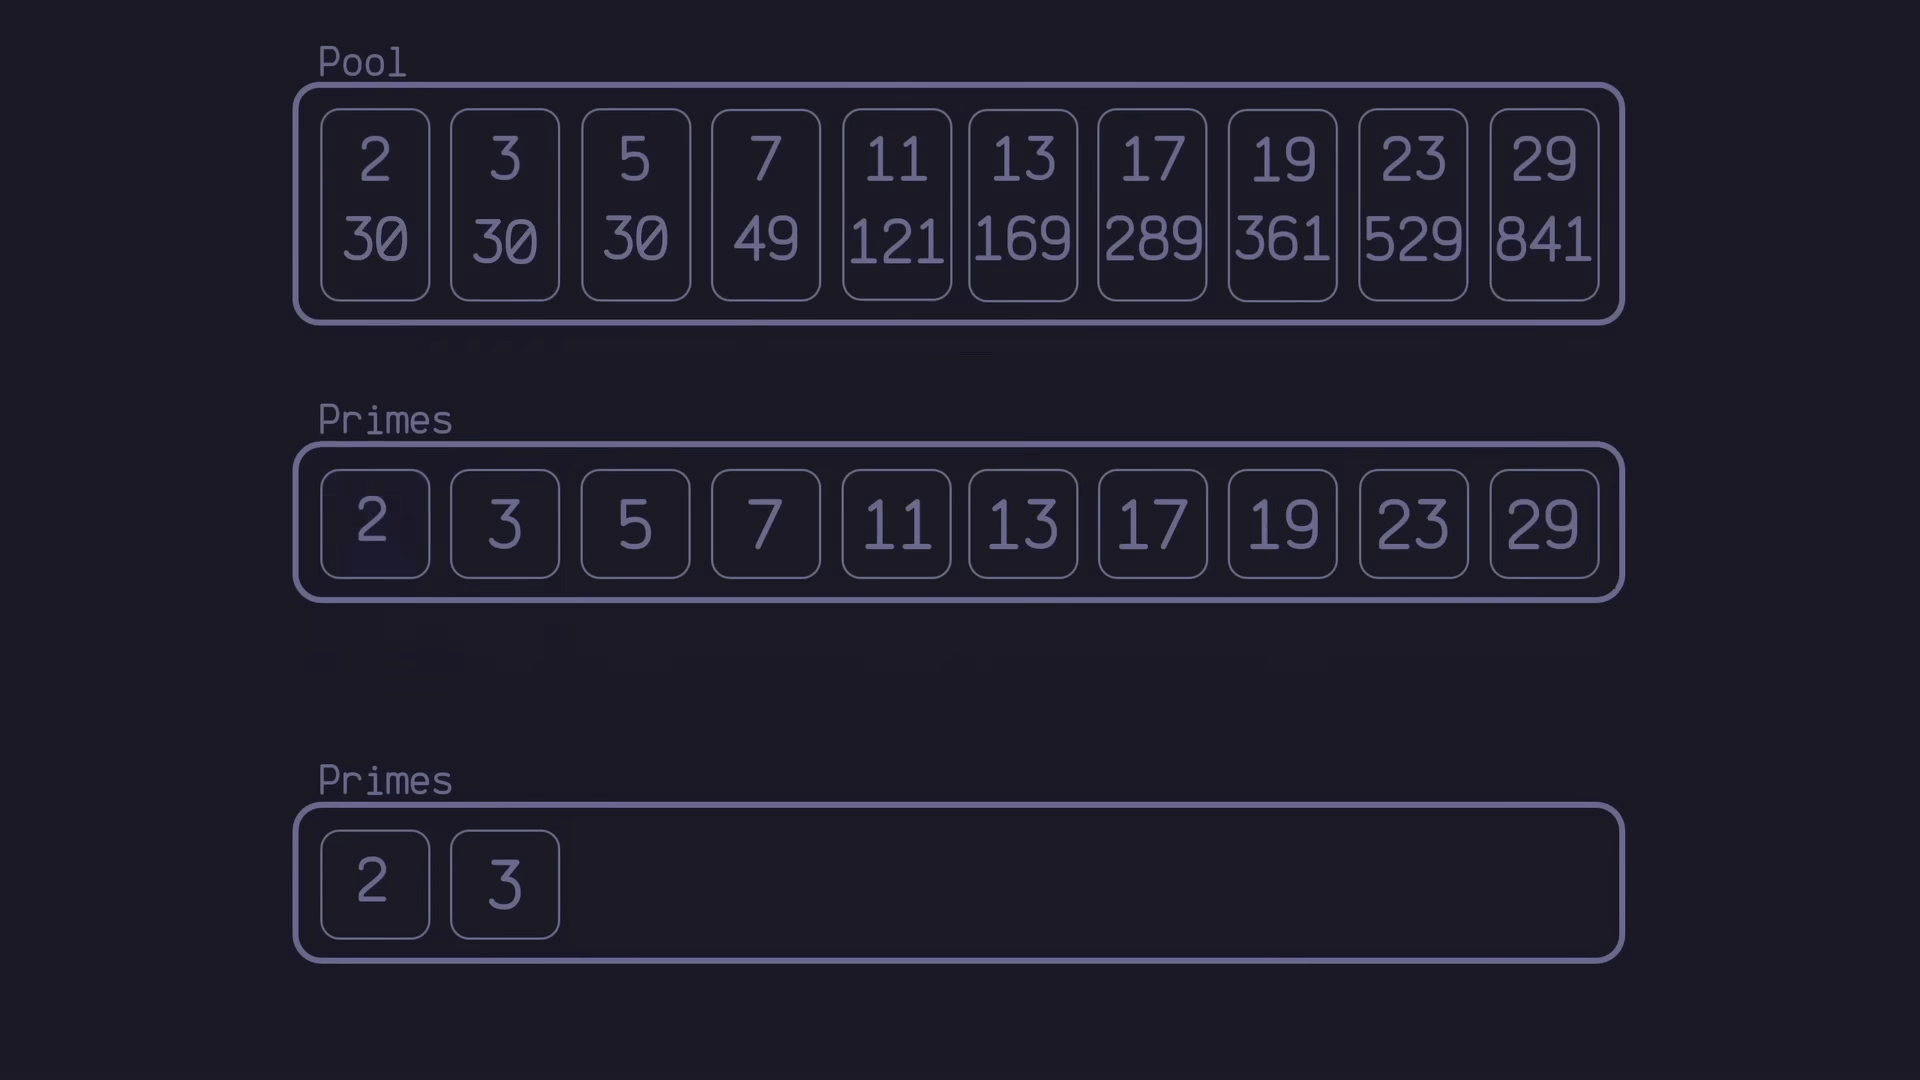 Pool
2 3 5 7 11 13 17 19 23 29
30 30 30 49 121 169 289 361 529 841
Primes
2 3 5 7 11 13 17 19 23 29
Primes
2 3